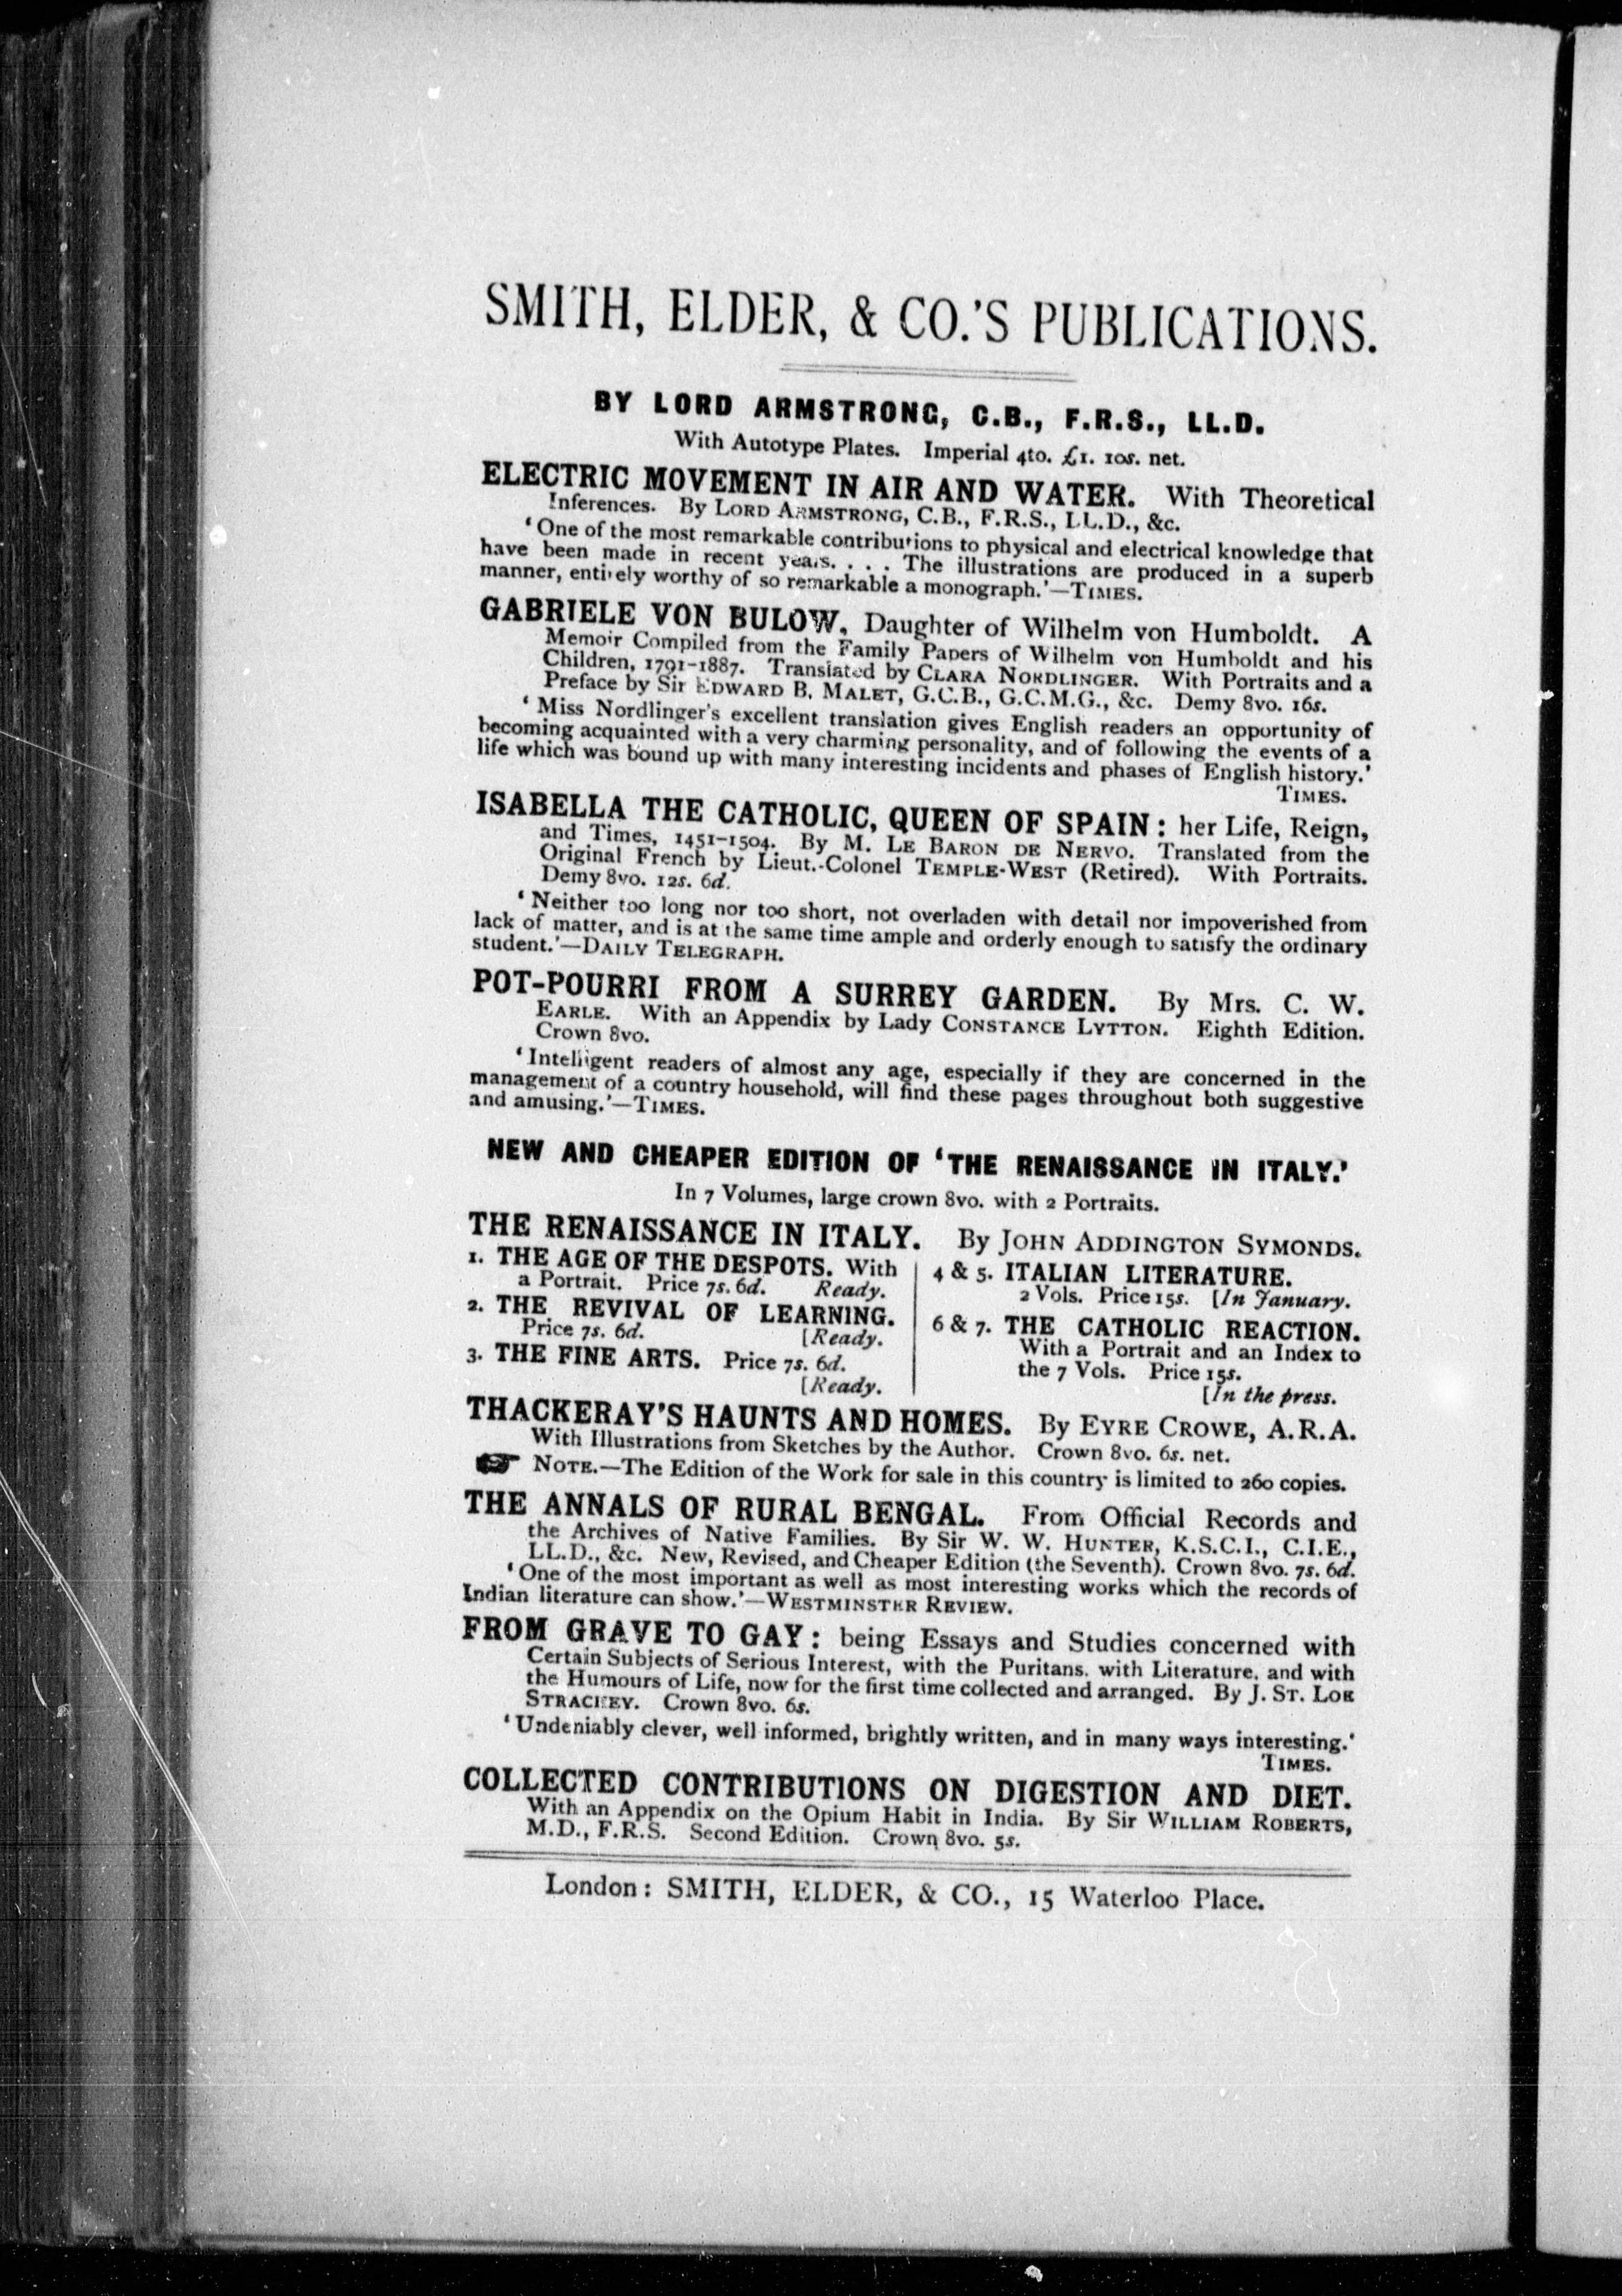 SMITH, ELDER, & CO.'S PUBLICATIONS.
BY LORD ARMSTRONG, C.B., F.R.S., LL.D.
With Autotype Plates. Imperial 4to. £1. 10s. net.
ELECTRIC MOVEMENT IN AIR AND WATER. With Theoretical
Inferences. By LORD ARMSTRONG, C.B., F.R.S., LL.D., &c.
'One of the most remarkable contributions to physical and electrical knowledge that
have been made in recent years. . . . The illustrations are produced in a superb
manner, entirely worthy of so remarkable a monograph.'—TIMES.
GABRIELE VON BULOW, Daughter of Wilhelm von Humboldt. A
Memoir Compiled from the Family Papers of Wilhelm von Humboldt and his
Children, 1791-1887. Translated by CLARA NORDLINGER. With Portraits and a
Preface by Sir EDWARD B. MALET, G.C.B., G.C.M.G., &c. Demy 8vo. 16s.
'Miss Nordlinger's excellent translation gives English readers an opportunity of
becoming acquainted with a very charming personality, and of following the events of a
life which was bound up with many interesting incidents and phases of English history.'
TIMES.
ISABELLA THE CATHOLIC, QUEEN OF SPAIN: her Life, Reign,
and Times, 1451-1504. By M. LE BARON DE NERVO. Translated from the
Original French by Lieut.-Colonel TEMPLE-WEST (Retired). With Portraits.
Demy 8vo. 12s. 6d.
'Neither too long nor too short, not overladen with detail nor impoverished from
lack of matter, and is at the same time ample and orderly enough to satisfy the ordinary
student.'—DAILY TELEGRAPH.
POT-POURRI FROM A SURREY GARDEN. By Mrs. C. W.
EARLE. With an Appendix by Lady CONSTANCE LYTTON. Eighth Edition.
Crown 8vo.
'Intelligent readers of almost any age, especially if they are concerned in the
management of a country household, will find these pages throughout both suggestive
and amusing.'—TIMES.
NEW AND CHEAPER EDITION OF 'THE RENAISSANCE IN ITALY.'
In 7 Volumes, large crown 8vo. with 2 Portraits.
THE RENAISSANCE IN ITALY. By JOHN ADDINGTON SYMONDS.
1. THE AGE OF THE DESPOTS. With
a Portrait. Price 7s. 6d. Ready.
2. THE REVIVAL OF LEARNING.
Price 7s. 6d. [Ready.
3. THE FINE ARTS. Price 7s. 6d.
[Ready.
4 & 5. ITALIAN LITERATURE.
2 Vols. Price 15s. [In January.
6 & 7. THE CATHOLIC REACTION.
With a Portrait and an Index to
the 7 Vols. Price 15s.
[In the press.
THACKERAY'S HAUNTS AND HOMES. By EYRE CROWE, A.R.A.
With Illustrations from Sketches by the Author. Crown 8vo. 6s. net.
☛ NOTE.—The Edition of the Work for sale in this country is limited to 260 copies.
THE ANNALS OF RURAL BENGAL. From Official Records and
the Archives of Native Families. By Sir W. W. HUNTER, K.S.C.I., C.I.E.,
LL.D., &c. New, Revised, and Cheaper Edition (the Seventh). Crown 8vo. 7s. 6d.
'One of the most important as well as most interesting works which the records of
Indian literature can show.'—WESTMINSTER REVIEW.
FROM GRAVE TO GAY: being Essays and Studies concerned with
Certain Subjects of Serious Interest, with the Puritans, with Literature, and with
the Humours of Life, now for the first time collected and arranged. By J. ST. LOE
STRACHEY. Crown 8vo. 6s.
'Undeniably clever, well informed, brightly written, and in many ways interesting.'
TIMES.
COLLECTED CONTRIBUTIONS ON DIGESTION AND DIET.
With an Appendix on the Opium Habit in India. By Sir WILLIAM ROBERTS,
M.D., F.R.S. Second Edition. Crown 8vo. 5s.
London: SMITH, ELDER, & CO., 15 Waterloo Place.